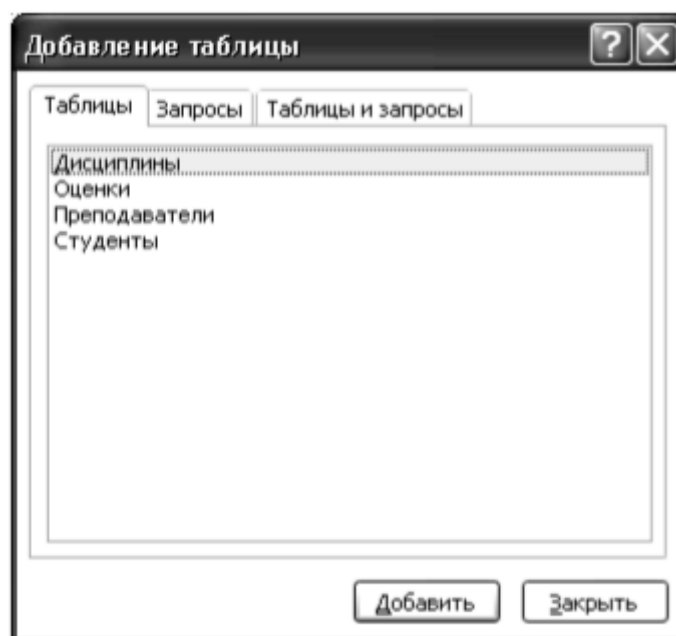 Добавление таблицы
Таблицы Запросы Таблицы и запросы
Дисциплины
Оценки
Преподаватели
Студенты
Добавить Закрыть